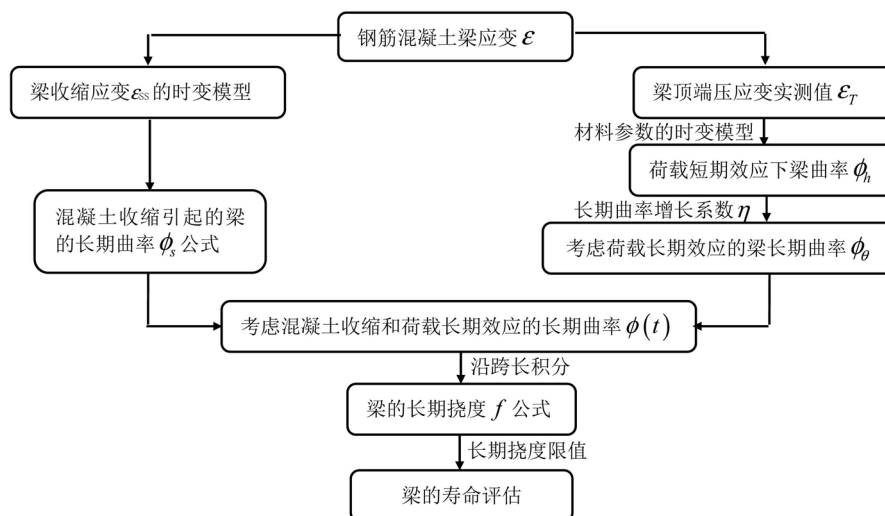 钢筋混凝土梁应变 ε
梁收缩应变εss的时变模型
梁顶端压应变实测值 εT
材料参数的时变模型
荷载短期效应下梁曲率 ϕh
混凝土收缩引起的梁
的长期曲率 ϕs 公式
长期曲率增长系数 η
考虑荷载长期效应的梁长期曲率 ϕθ
考虑混凝土收缩和荷载长期效应的长期曲率 ϕ(t)
沿跨长积分
梁的长期挠度 f 公式
长期挠度限值
梁的寿命评估